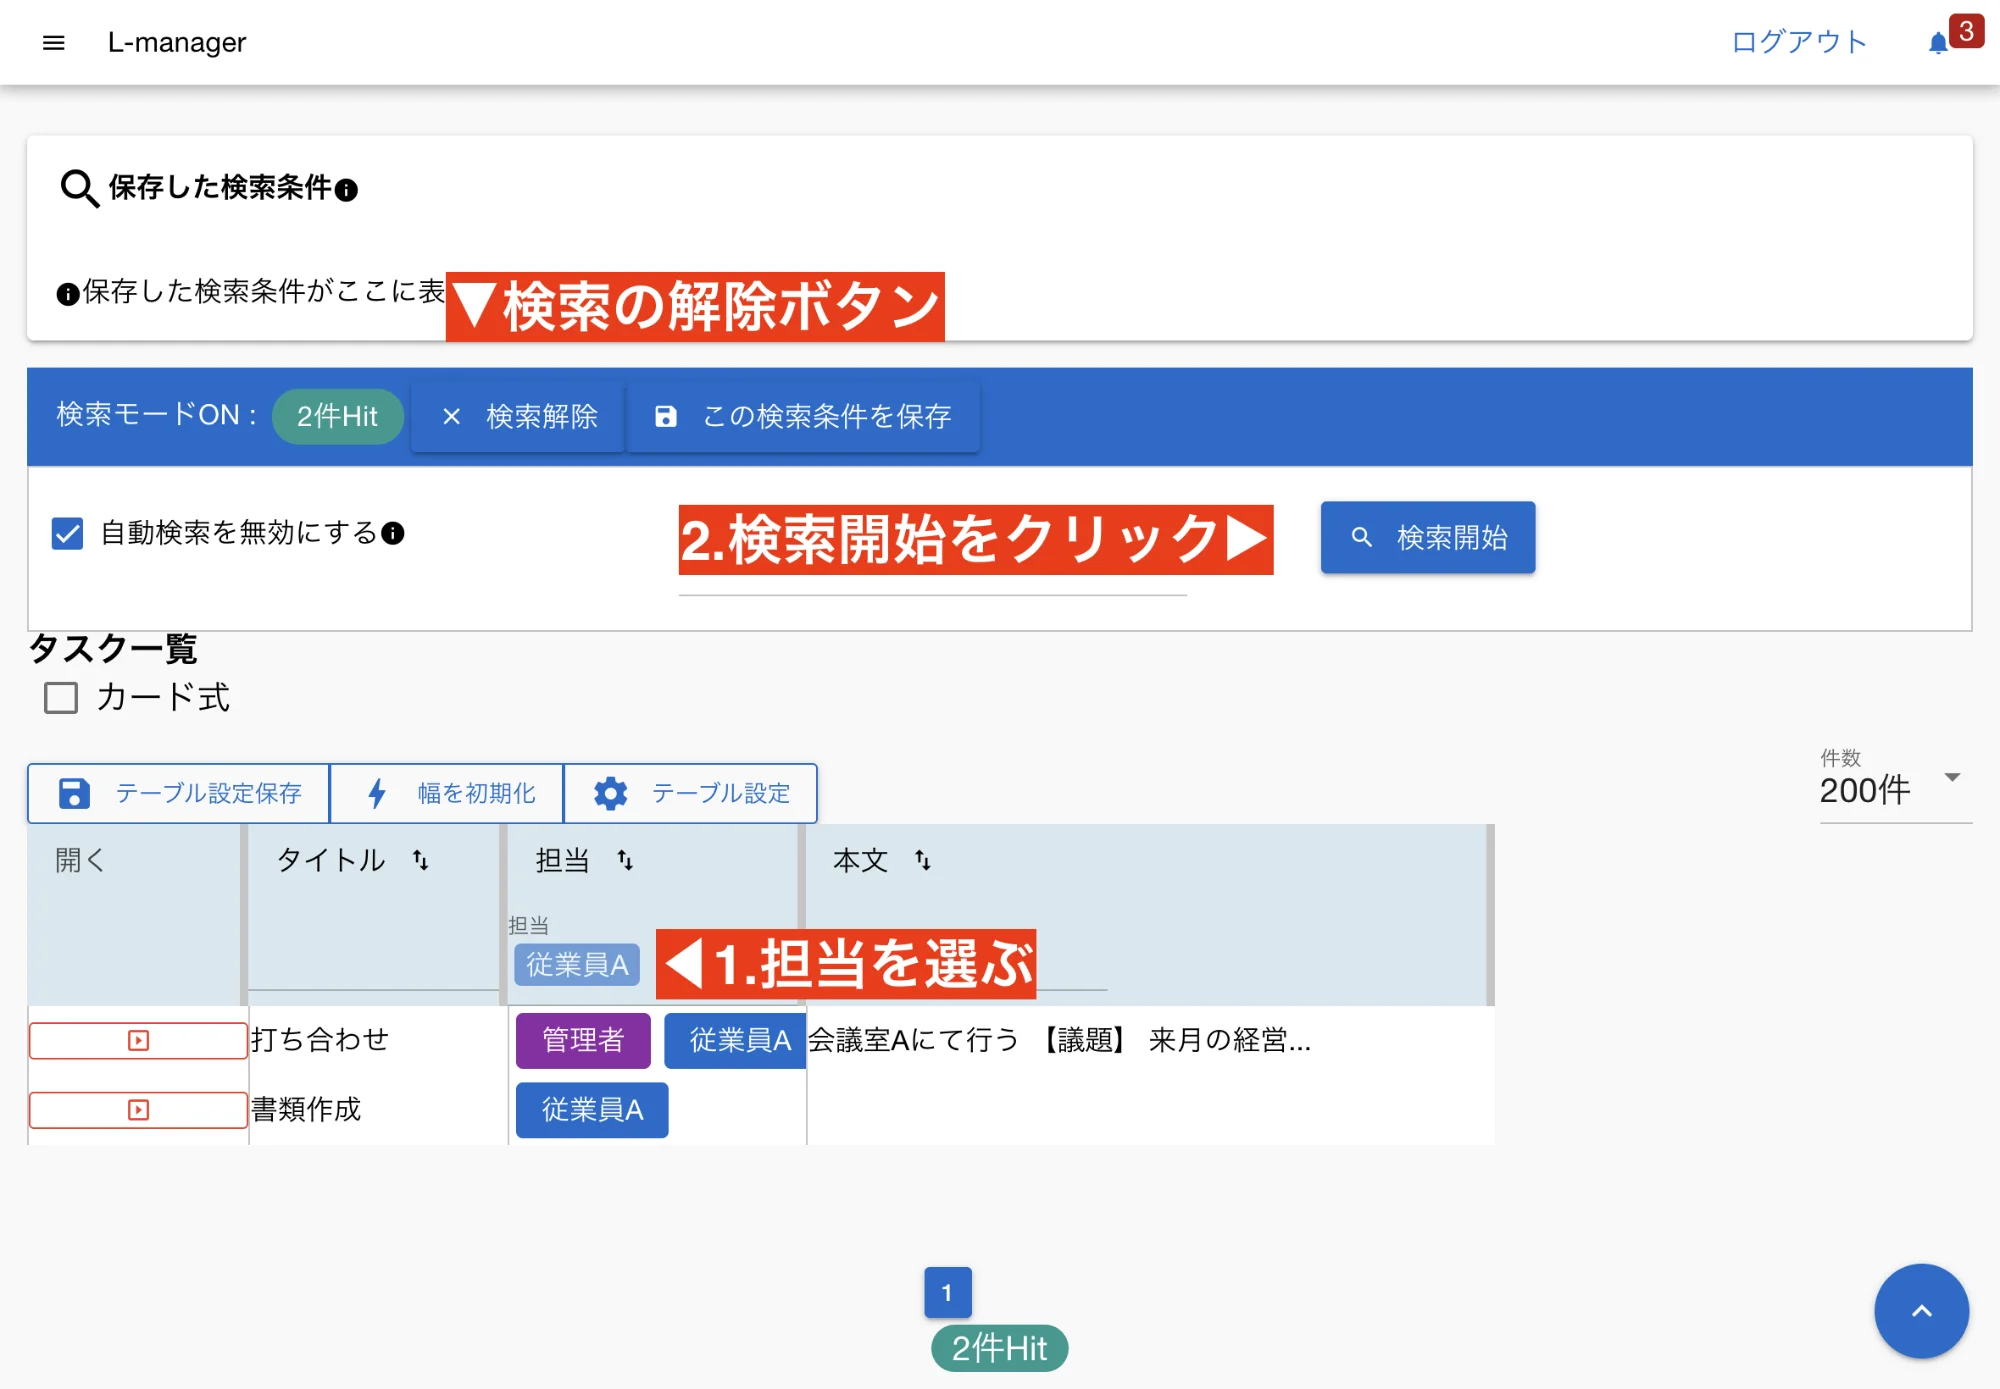 L-manager
ログアウト
3
保存した検索条件
保存した検索条件がここに表
▼検索の解除ボタン
検索モードON：
2件Hit
検索解除
この検索条件を保存
自動検索を無効にする
2.検索開始をクリック▶
検索開始
タスク一覧
カード式
件数
200件
テーブル設定保存
幅を初期化
テーブル設定
開く
タイトル
担当
本文
担当
従業員A
◀1.担当を選ぶ
打ち合わせ
管理者
従業員A
会議室Aにて行う 【議題】 来月の経営...
書類作成
従業員A
1
2件Hit